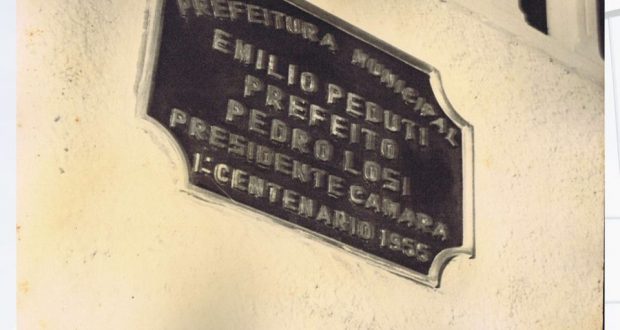 PREFEITURA MUNICIPAL
EMILIO PEDUTI
PREFEITO
PEDRO LOSI
PRESIDENTE CAMARA
1º CENTENARIO 1955